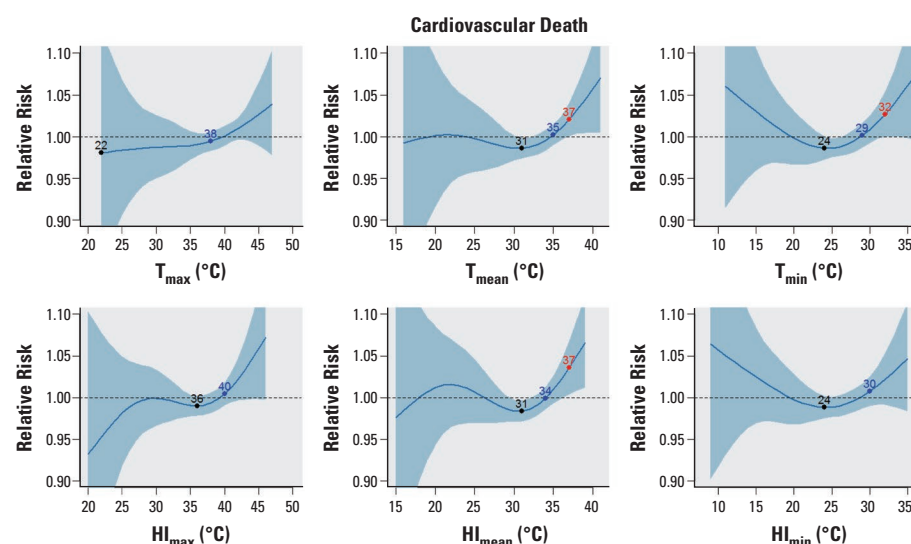 Cardiovascular Death
1.10
1.05
1.00
0.95
0.90
Relative Risk
22
38
20 25 30 35 40 45 50
Tmax (°C)
1.10
1.05
1.00
0.95
0.90
Relative Risk
31
35
37
15 20 25 30 35 40
Tmean (°C)
1.10
1.05
1.00
0.95
0.90
Relative Risk
24
29
32
10 15 20 25 30 35
Tmin (°C)
1.10
1.05
1.00
0.95
0.90
Relative Risk
36
40
20 25 30 35 40 45 50
HImax (°C)
1.10
1.05
1.00
0.95
0.90
Relative Risk
31
34
37
15 20 25 30 35 40
HImean (°C)
1.10
1.05
1.00
0.95
0.90
Relative Risk
24
30
10 15 20 25 30 35
HImin (°C)